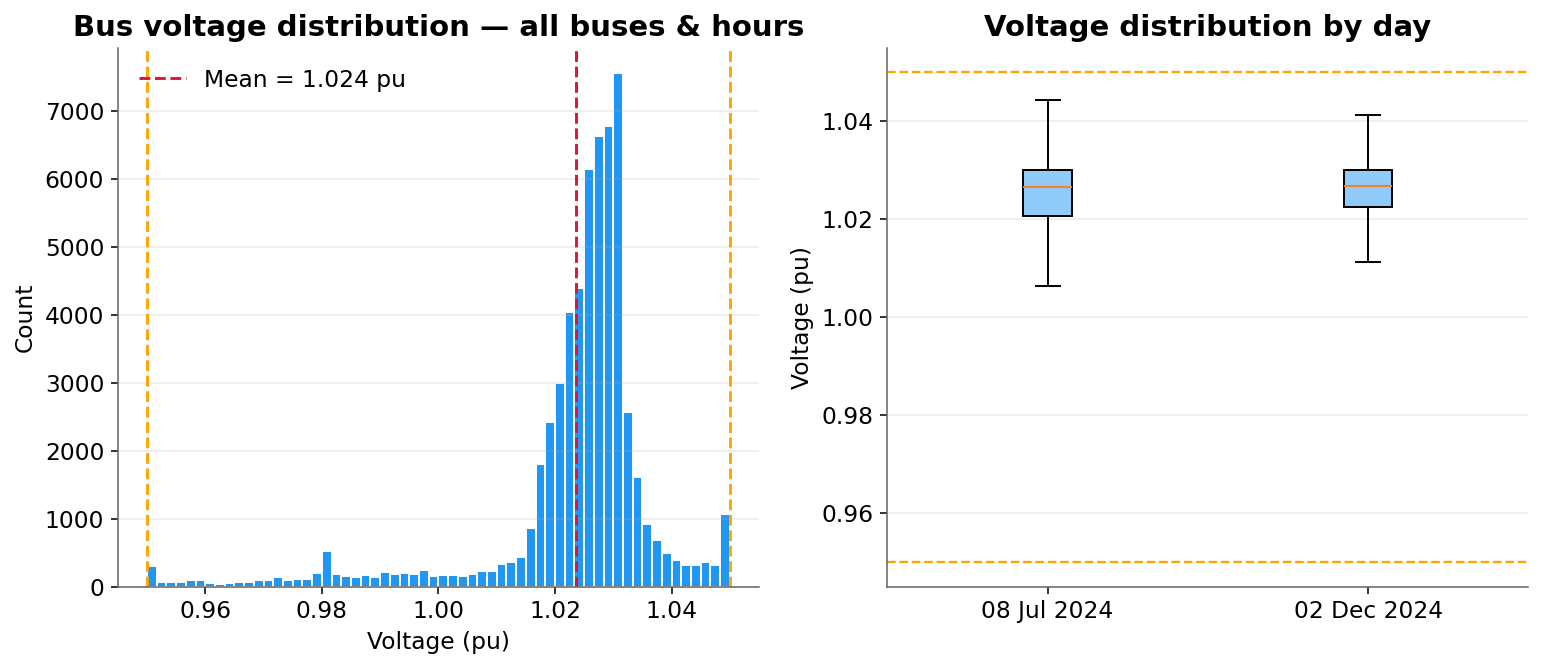 Bus voltage distribution — all buses & hours
Mean = 1.024 pu
Count
7000
6000
5000
4000
3000
2000
1000
0
0.96 0.98 1.00 1.02 1.04
Voltage (pu)
Voltage distribution by day
Voltage (pu)
1.04
1.02
1.00
0.98
0.96
08 Jul 2024 02 Dec 2024